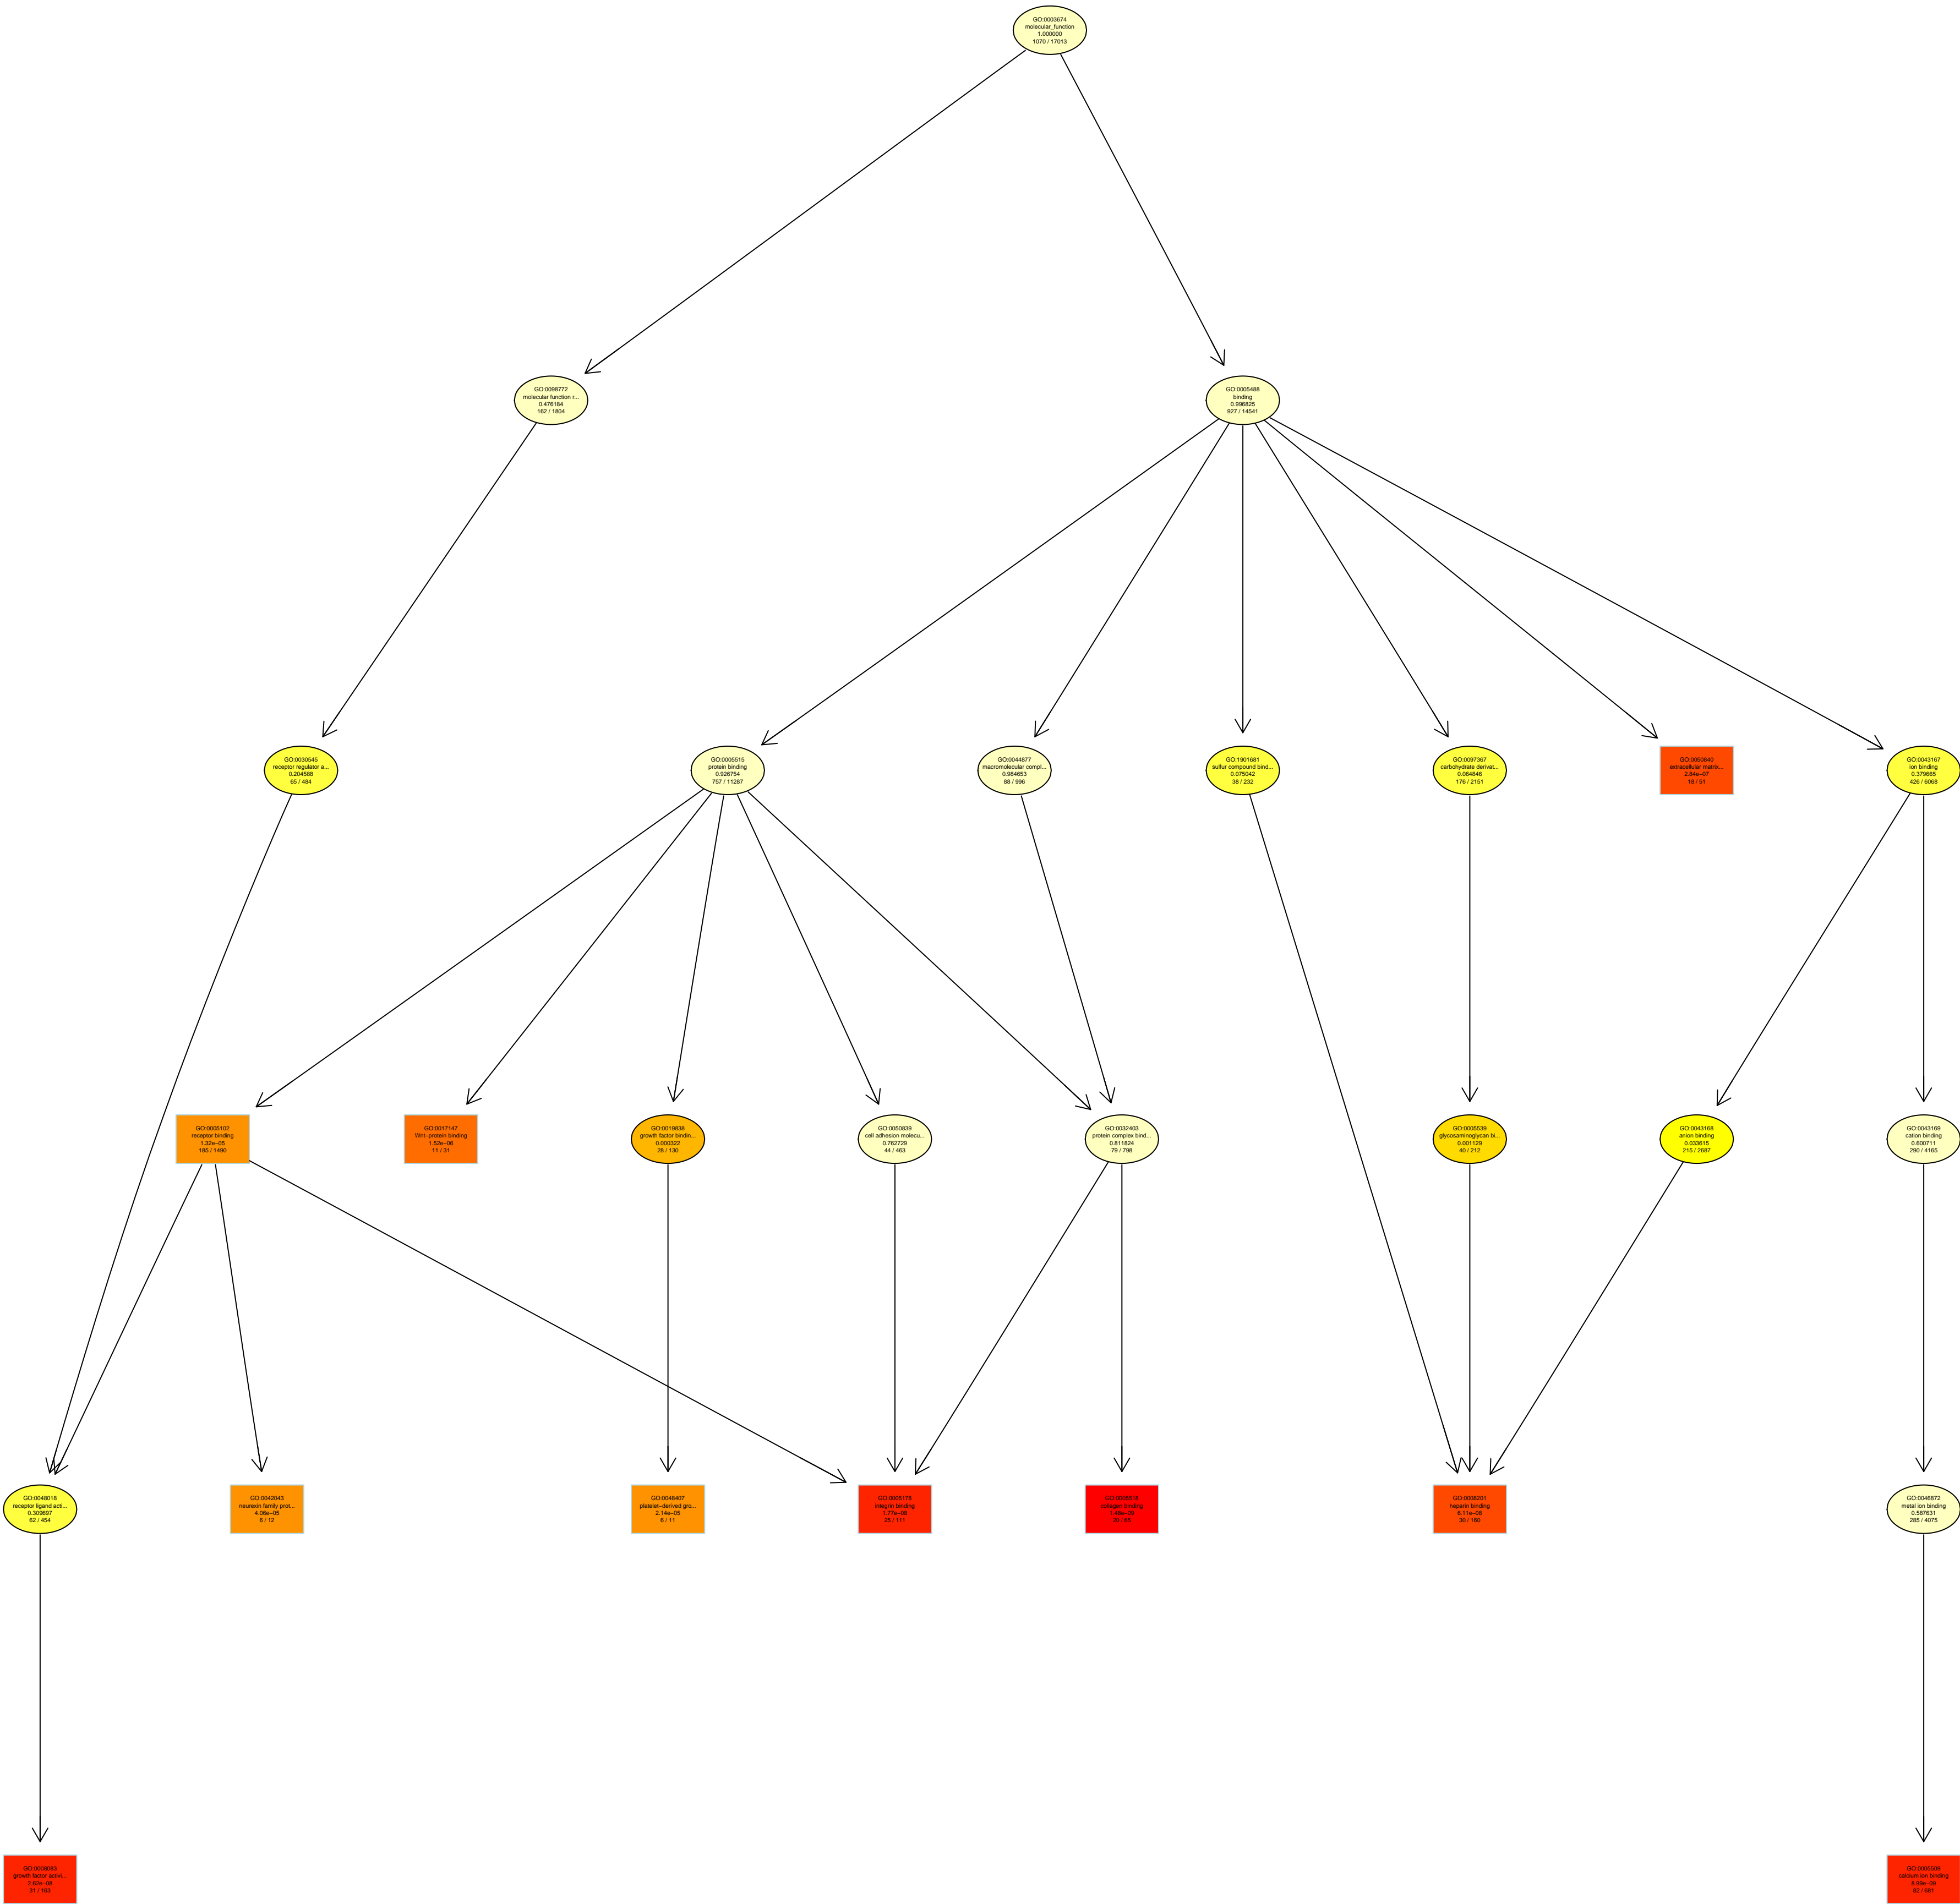 GO:0003674
molecular_function
1.000000
1070 / 17013
GO:0098772
molecular function r...
0.476184
162 / 1804
GO:0005488
binding
0.996825
927 / 14541
GO:0030545
receptor regulator a...
0.204588
65 / 484
GO:0005515
protein binding
0.926754
757 / 11287
GO:0044877
macromolecular compl...
0.984653
88 / 996
GO:1901681
sulfur compound bind...
0.075042
38 / 232
GO:0097367
carbohydrate derivat...
0.064846
176 / 2151
GO:0050840
extracellular matrix...
2.84e−07
18 / 51
GO:0043167
ion binding
0.379665
426 / 6068
GO:0005102
receptor binding
1.32e−05
185 / 1490
GO:0017147
Wnt−protein binding
1.52e−06
11 / 31
GO:0019838
growth factor bindin...
0.000322
28 / 130
GO:0050839
cell adhesion molecu...
0.762729
44 / 463
GO:0032403
protein complex bind...
0.811824
79 / 798
GO:0005539
glycosaminoglycan bi...
0.001129
40 / 212
GO:0043168
anion binding
0.033615
215 / 2687
GO:0043169
cation binding
0.600711
290 / 4165
GO:0048018
receptor ligand acti...
0.309697
62 / 454
GO:0042043
neurexin family prot...
4.06e−05
6 / 12
GO:0048407
platelet−derived gro...
2.14e−05
6 / 11
GO:0005178
integrin binding
1.77e−08
25 / 111
GO:0005518
collagen binding
20 / 65
GO:0008201
heparin binding
6.11e−08
30 / 160
GO:0046872
metal ion binding
0.587631
285 / 4075
GO:0008083
growth factor activi...
2.62e−08
31 / 163
GO:0005509
calcium ion binding
8.99e−09
82 / 681